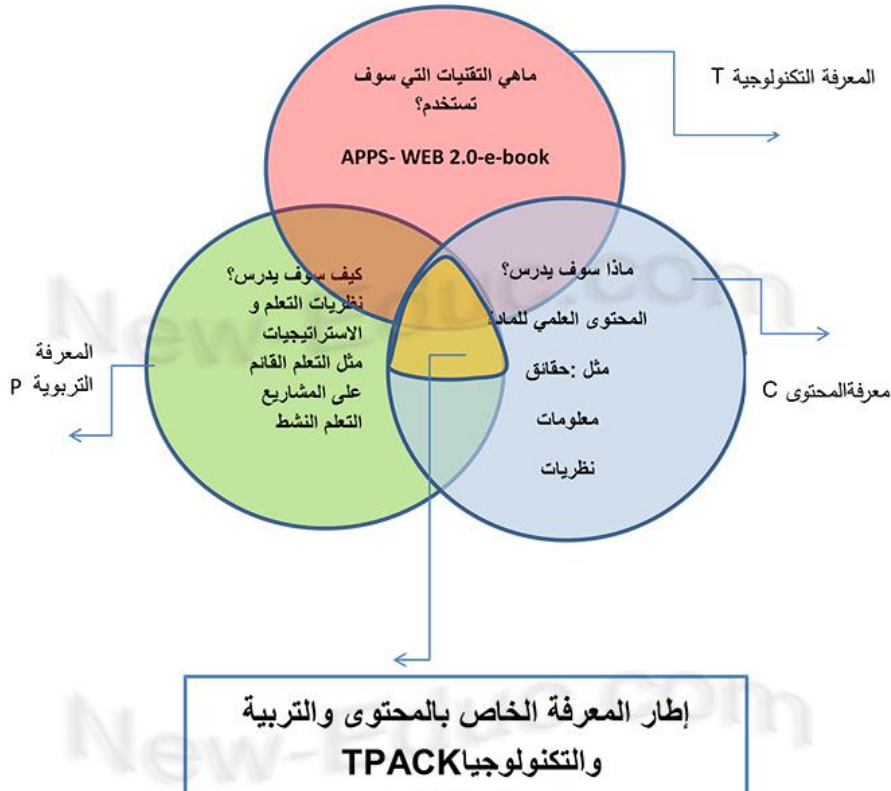 ماهي التقنيات التي سوف
تستخدم؟
APPS- WEB 2.0-e-book
المعرفة التكنولوجية T
كيف سوف يدرس؟
نظريات التعلم و
الاستراتيجيات
مثل التعلم القائم
على المشاريع
التعلم النشط
المعرفة
التربوية P
ماذا سوف يدرس؟
المحتوى العلمي للمادة
مثل :حقائق
معلومات
نظريات
معرفةالمحتوى C
New-Educ.com
إطار المعرفة الخاص بالمحتوى والتربية
والتكنولوجياTPACK
New-Educ.com